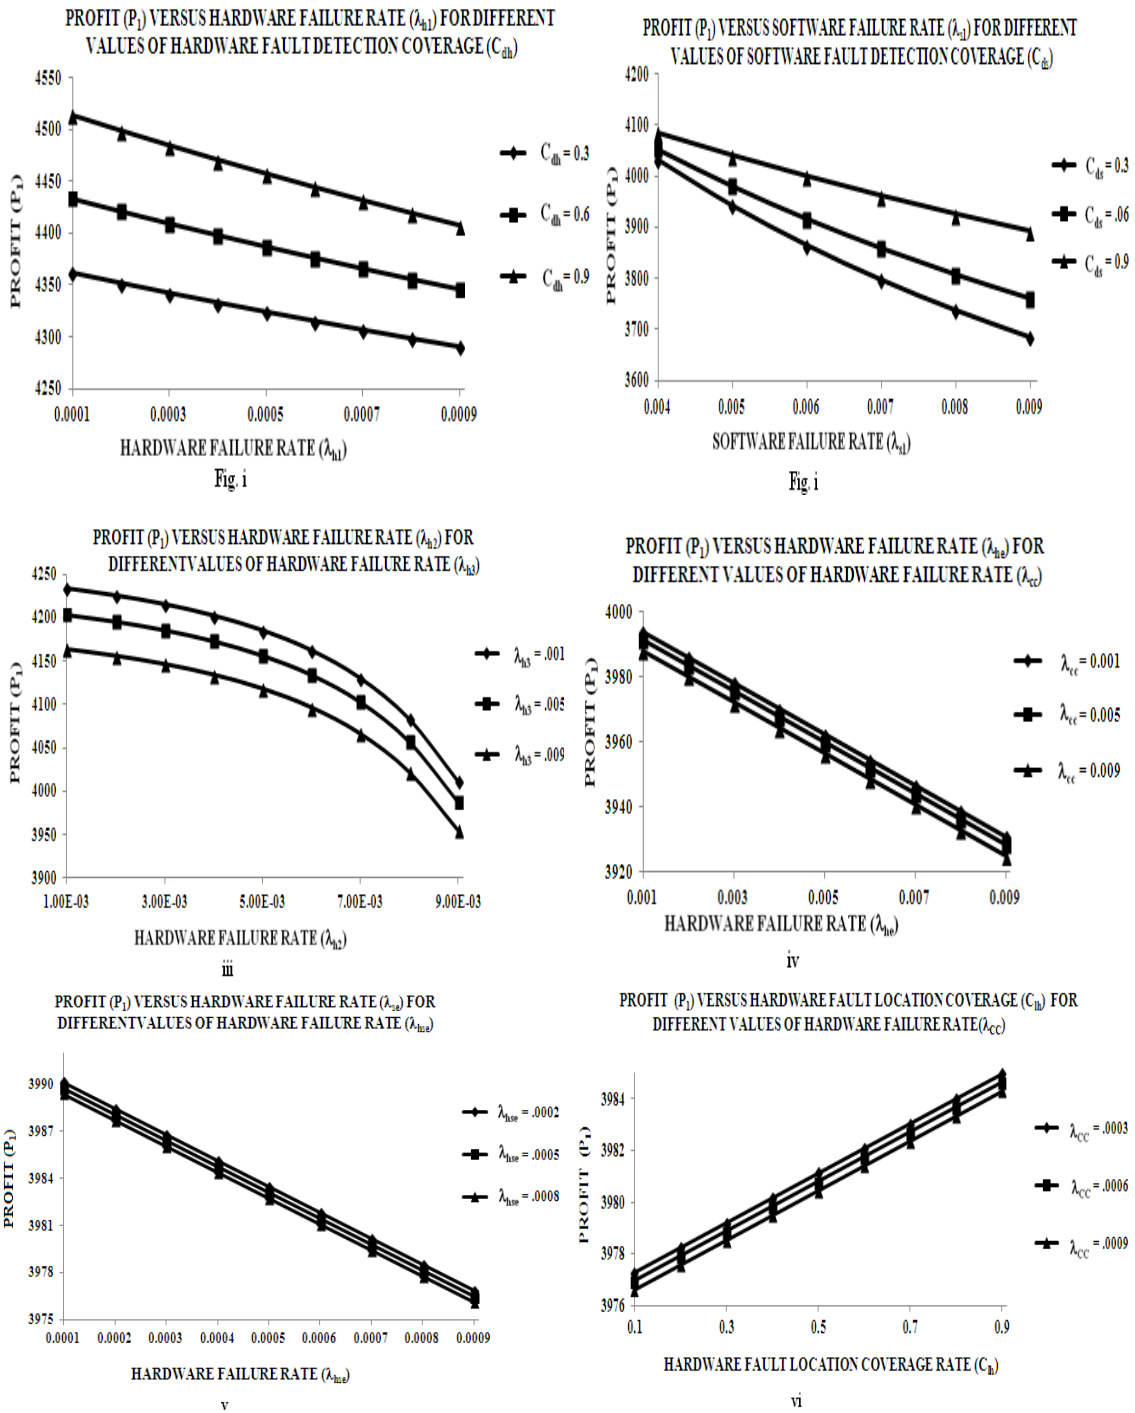 PROFIT (P1) VERSUS HARDWARE FAILURE RATE (λh1) FOR DIFFERENT
VALUES OF HARDWARE FAULT DETECTION COVERAGE (Cdh)
4550
4500
4450
4400
4350
4300
4250
PROFIT (P1)
0.0001 0.0003 0.0005 0.0007 0.0009
HARDWARE FAILURE RATE (λh1)
Fig. i
Cdh = 0.3
Cdh = 0.6
Cdh = 0.9
PROFIT (P1) VERSUS SOFTWARE FAILURE RATE (λs1) FOR DIFFERENT
VALUES OF SOFTWARE FAULT DETECTION COVERAGE (Cds)
4200
4100
4000
3900
3800
3700
3600
PROFIT (P1)
0.004 0.005 0.006 0.007 0.008 0.009
SOFTWARE FAILURE RATE (λs1)
Fig. i
Cds = 0.3
Cds = .06
Cds = 0.9
PROFIT (P1) VERSUS HARDWARE FAILURE RATE (λh2) FOR
DIFFERENTVALUES OF HARDWARE FAILURE RATE (λh3)
4250
4200
4150
4100
4050
4000
3950
3900
PROFIT (P1)
1.00E-03 3.00E-03 5.00E-03 7.00E-03 9.00E-03
HARDWARE FAILURE RATE (λh2)
iii
λh3 = .001
λh3 = .005
λh3 = .009
PROFIT (P1) VERSUS HARDWARE FAILURE RATE (λhe) FOR
DIFFERENT VALUES OF HARDWARE FAILURE RATE (λcc)
4000
3980
3960
3940
3920
PROFIT (P1)
0.001 0.003 0.005 0.007 0.009
HARDWARE FAILURE RATE (λhe)
iv
λcc = 0.001
λcc = 0.005
λcc = 0.009
PROFIT (P1) VERSUS HARDWARE FAILURE RATE (λse) FOR
DIFFERENTVALUES OF HARDWARE FAILURE RATE (λhse)
3990
3987
3984
3981
3978
3975
PROFIT (P1)
0.0001 0.0002 0.0003 0.0004 0.0005 0.0006 0.0007 0.0008 0.0009
HARDWARE FAILURE RATE (λhse)
v
λhse = .0002
λhse = .0005
λhse = .0008
PROFIT (P1) VERSUS HARDWARE FAULT LOCATION COVERAGE (Clh) FOR
DIFFERENT VALUES OF HARDWARE FAILURE RATE(λCC)
3984
3982
3980
3978
3976
PROFIT (P1)
0.1 0.3 0.5 0.7 0.9
HARDWARE FAULT LOCATION COVERAGE RATE (Clh)
vi
λCC = .0003
λCC = .0006
λCC = .0009